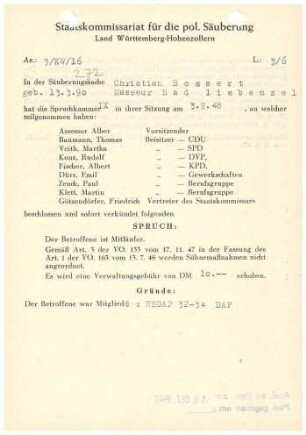 Staatskommissariat für die pol. Säuberung
Land Württemberg-Hohenzollern
Az.: 3/KW/16 L: 3/6
272
In der Säuberungssache Christian Bommert
geb. 13.3.90 Masseur Bad Liebenzell
hat die Spruchkammer IX in ihrer Sitzung am 3.9.48, an welcher
teilgenommen haben:
Assessor Alber Vorsitzender
Baumann, Thomas Beisitzer — CDU
Veith, Martha „ — SPD
Konz, Rudolf „ — DVP,
Fischer, Albert „ — KPD,
Dürr, Emil „ — Gewerkschaften
Zeuch, Paul „ — Berufsgruppe
Klett, Martin „ — Berufsgruppe
Götzendörfer, Friedrich Vertreter des Staatskommissars
beschlossen und sofort verkündet folgenden
SPRUCH:
Der Betroffene ist Mitläufer.
Gemäß Art. 3 der VO. 133 vom 17. 11. 47 in der Fassung des
Art. 1 der VO. 165 vom 13. 7. 48 werden Sühnemaßnahmen nicht
angeordnet.
Es wird eine Verwaltungsgebühr von DM 10.-- erhoben.
Gründe:
Der Betroffene war Mitglied: NSDAP 32-34 DAF